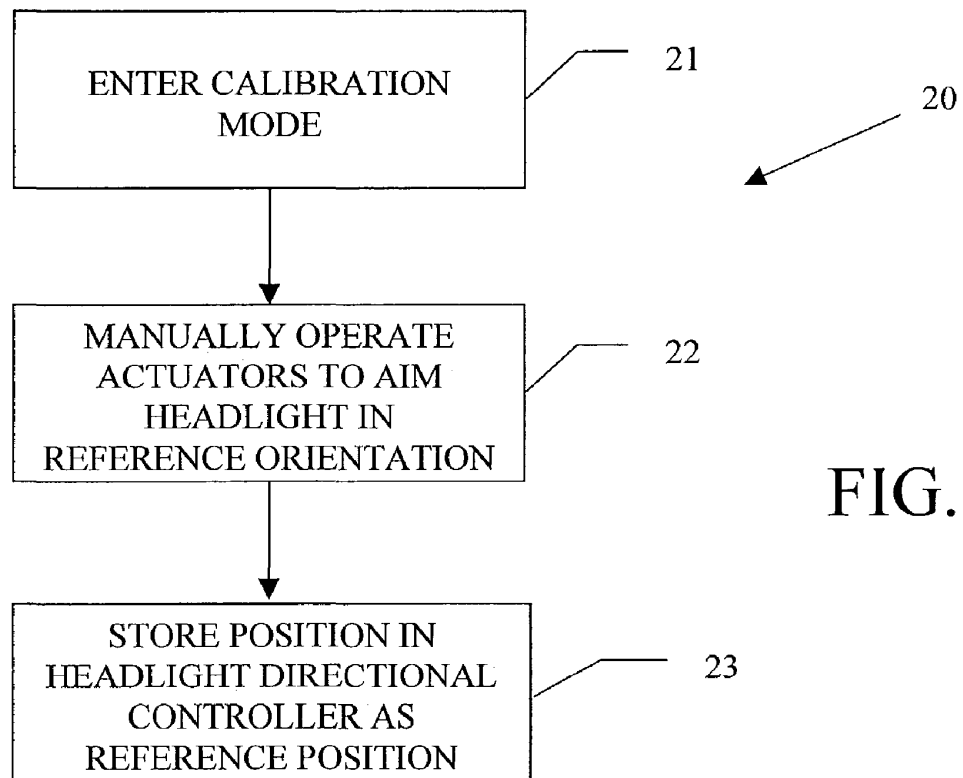 ENTER CALIBRATION
MODE
21
20
MANUALLY OPERATE
ACTUATORS TO AIM
HEADLIGHT IN
REFERENCE ORIENTATION
22
FIG.
STORE POSITION IN
HEADLIGHT DIRECTIONAL
CONTROLLER AS
REFERENCE POSITION
23